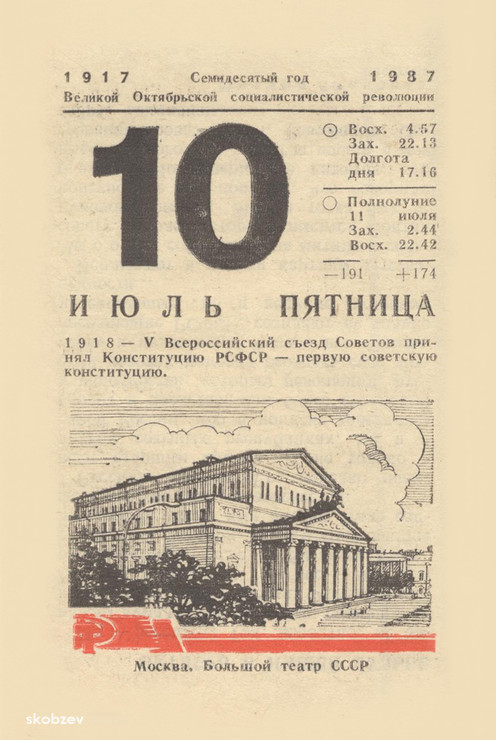 1917 Семидесятый год 1987
Великой Октябрьской социалистической революции
10
Восх. 4.57
Зах. 22.13
Долгота
дня 17.16
Полнолуние
11 июля
Зах. 2.44
Восх. 22.42
—191 +174
ИЮЛЬ ПЯТНИЦА
1918 — V Всероссийский съезд Советов при-
нял Конституцию РСФСР — первую советскую
конституцию.
Москва. Большой театр СССР
skobzev